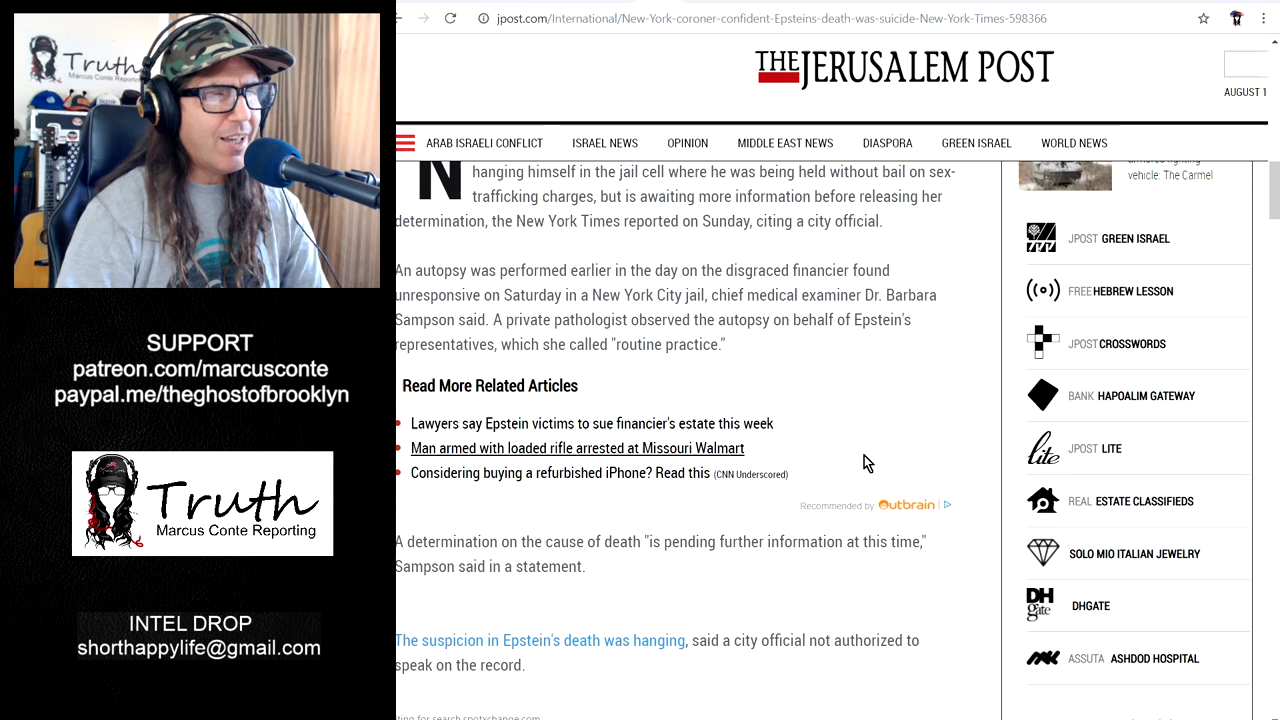 jpost.com/International/New-York-coroner-confident-Epsteins-death-was-suicide-New-York-Times-598366
Truth
Marcus Conte Reporting
THE JERUSALEM POST
AUGUST 1
ARAB ISRAELI CONFLICT
ISRAEL NEWS
OPINION
MIDDLE EAST NEWS
DIASPORA
GREEN ISRAEL
WORLD NEWS
N hanging himself in the jail cell where he was being held without bail on sex-
trafficking charges, but is awaiting more information before releasing her
determination, the New York Times reported on Sunday, citing a city official.
An autopsy was performed earlier in the day on the disgraced financier found
unresponsive on Saturday in a New York City jail, chief medical examiner Dr. Barbara
Sampson said. A private pathologist observed the autopsy on behalf of Epstein's
representatives, which she called "routine practice."
Read More Related Articles
Lawyers say Epstein victims to sue financier's estate this week
Man armed with loaded rifle arrested at Missouri Walmart
Considering buying a refurbished iPhone? Read this (CNN Underscored)
Recommended by Outbrain
A determination on the cause of death "is pending further information at this time,"
Sampson said in a statement.
The suspicion in Epstein's death was hanging, said a city official not authorized to
speak on the record.
vehicle: The Carmel
JPOST GREEN ISRAEL
FREE HEBREW LESSON
JPOST CROSSWORDS
BANK HAPOALIM GATEWAY
lite
JPOST LITE
REAL ESTATE CLASSIFIEDS
SOLO MIO ITALIAN JEWELRY
DH
gate
DHGATE
ASSUTA ASHDOD HOSPITAL
SUPPORT
patreon.com/marcusconte
paypal.me/theghostofbrooklyn
Truth
Marcus Conte Reporting
INTEL DROP
shorthappylife@gmail.com